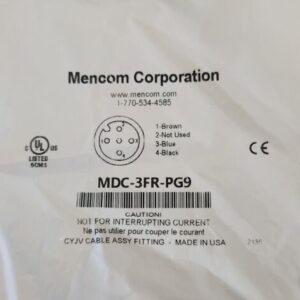 Mencom Corporation
www.mencom.com
1-770-534-4585
1-Brown
2-Not Used
3-Blue
4-Black
C UL US
LISTED
CE
MDC-3FR-PG9
CAUTION!
NOT FOR INTERRUPTING CURRENT
Ne pas utiliser pour couper le courant
CYJV CABLE ASSY FITTING - MADE IN USA